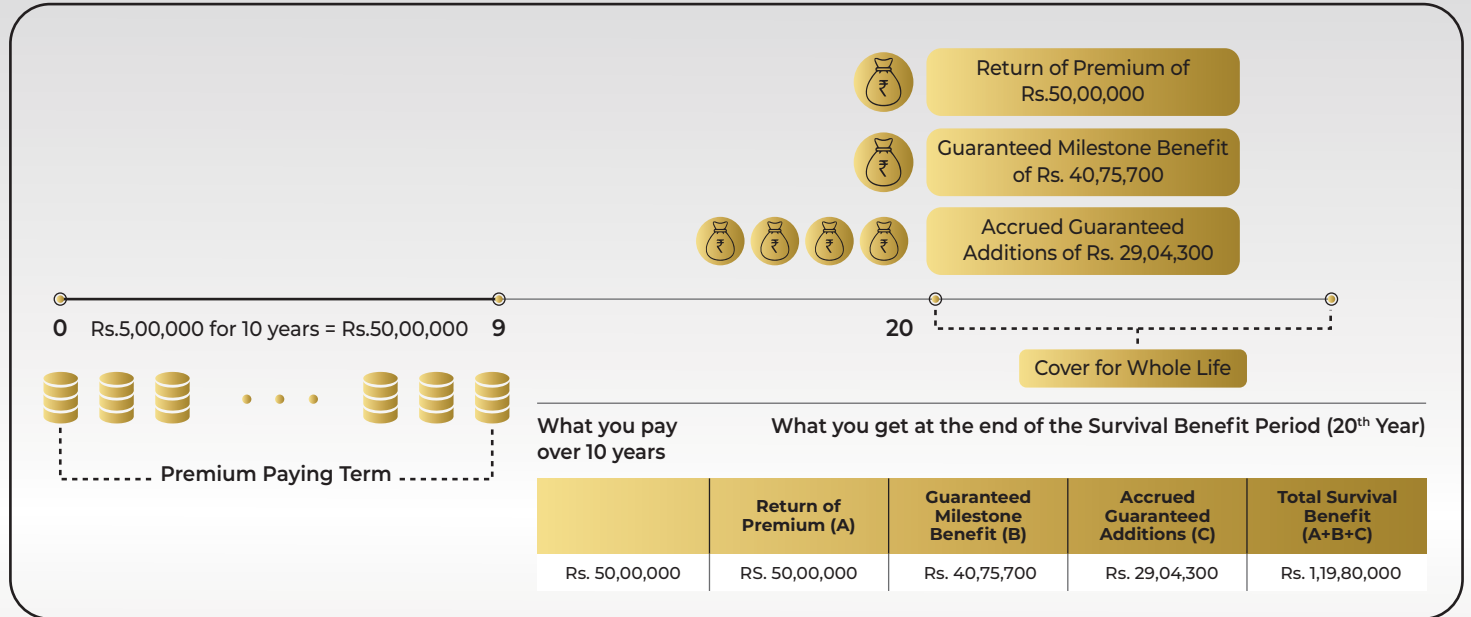 Return of Premium of
Rs.50,00,000
Guaranteed Milestone Benefit
of Rs. 40,75,700
Accrued Guaranteed
Additions of Rs. 29,04,300
0 Rs.5,00,000 for 10 years = Rs.50,00,000 9 20
Cover for Whole Life
Premium Paying Term
What you pay
over 10 years
What you get at the end of the Survival Benefit Period (20th Year)
Return of
Premium (A)
Guaranteed
Milestone
Benefit (B)
Accrued
Guaranteed
Additions (C)
Total Survival
Benefit
(A+B+C)
Rs. 50,00,000 RS. 50,00,000 Rs. 40,75,700 Rs. 29,04,300 Rs. 1,19,80,000